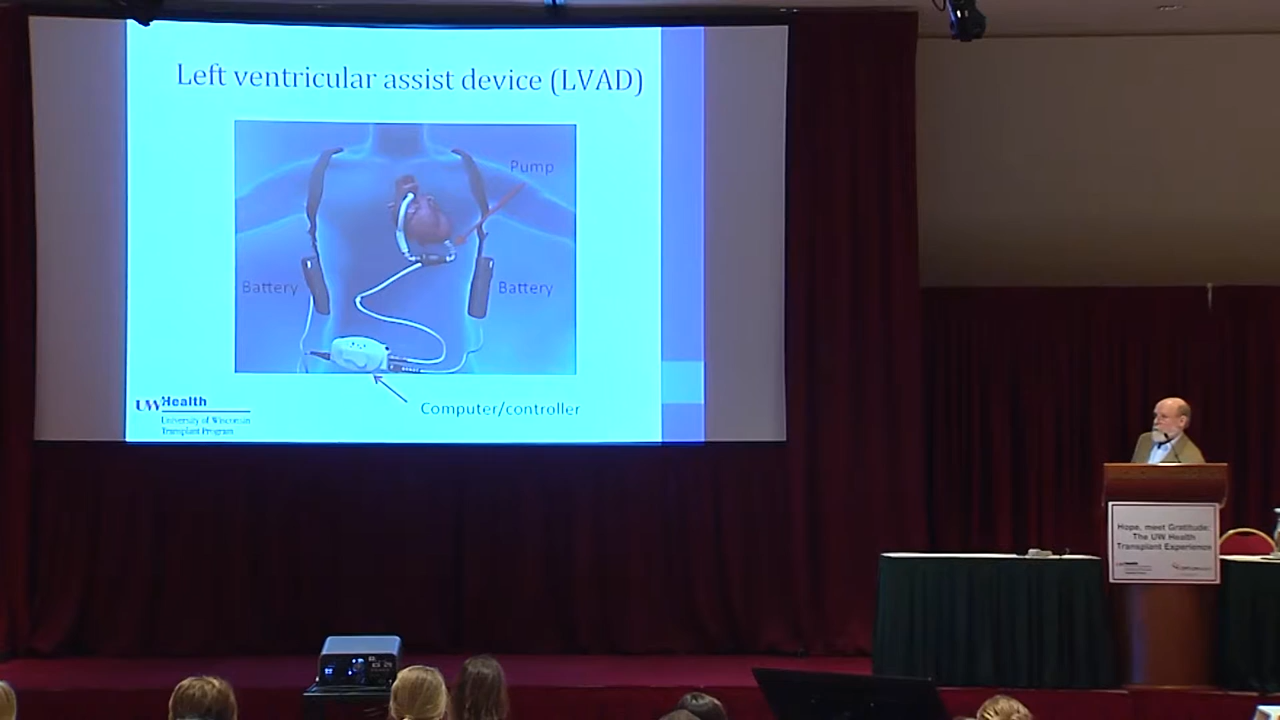 Left ventricular assist device (LVAD)
Pump
Battery
Battery
Computer/controller
UW Health
University of Wisconsin
Transplant Program
Hope, meet Gratitude:
The UW Health
Transplant Experience